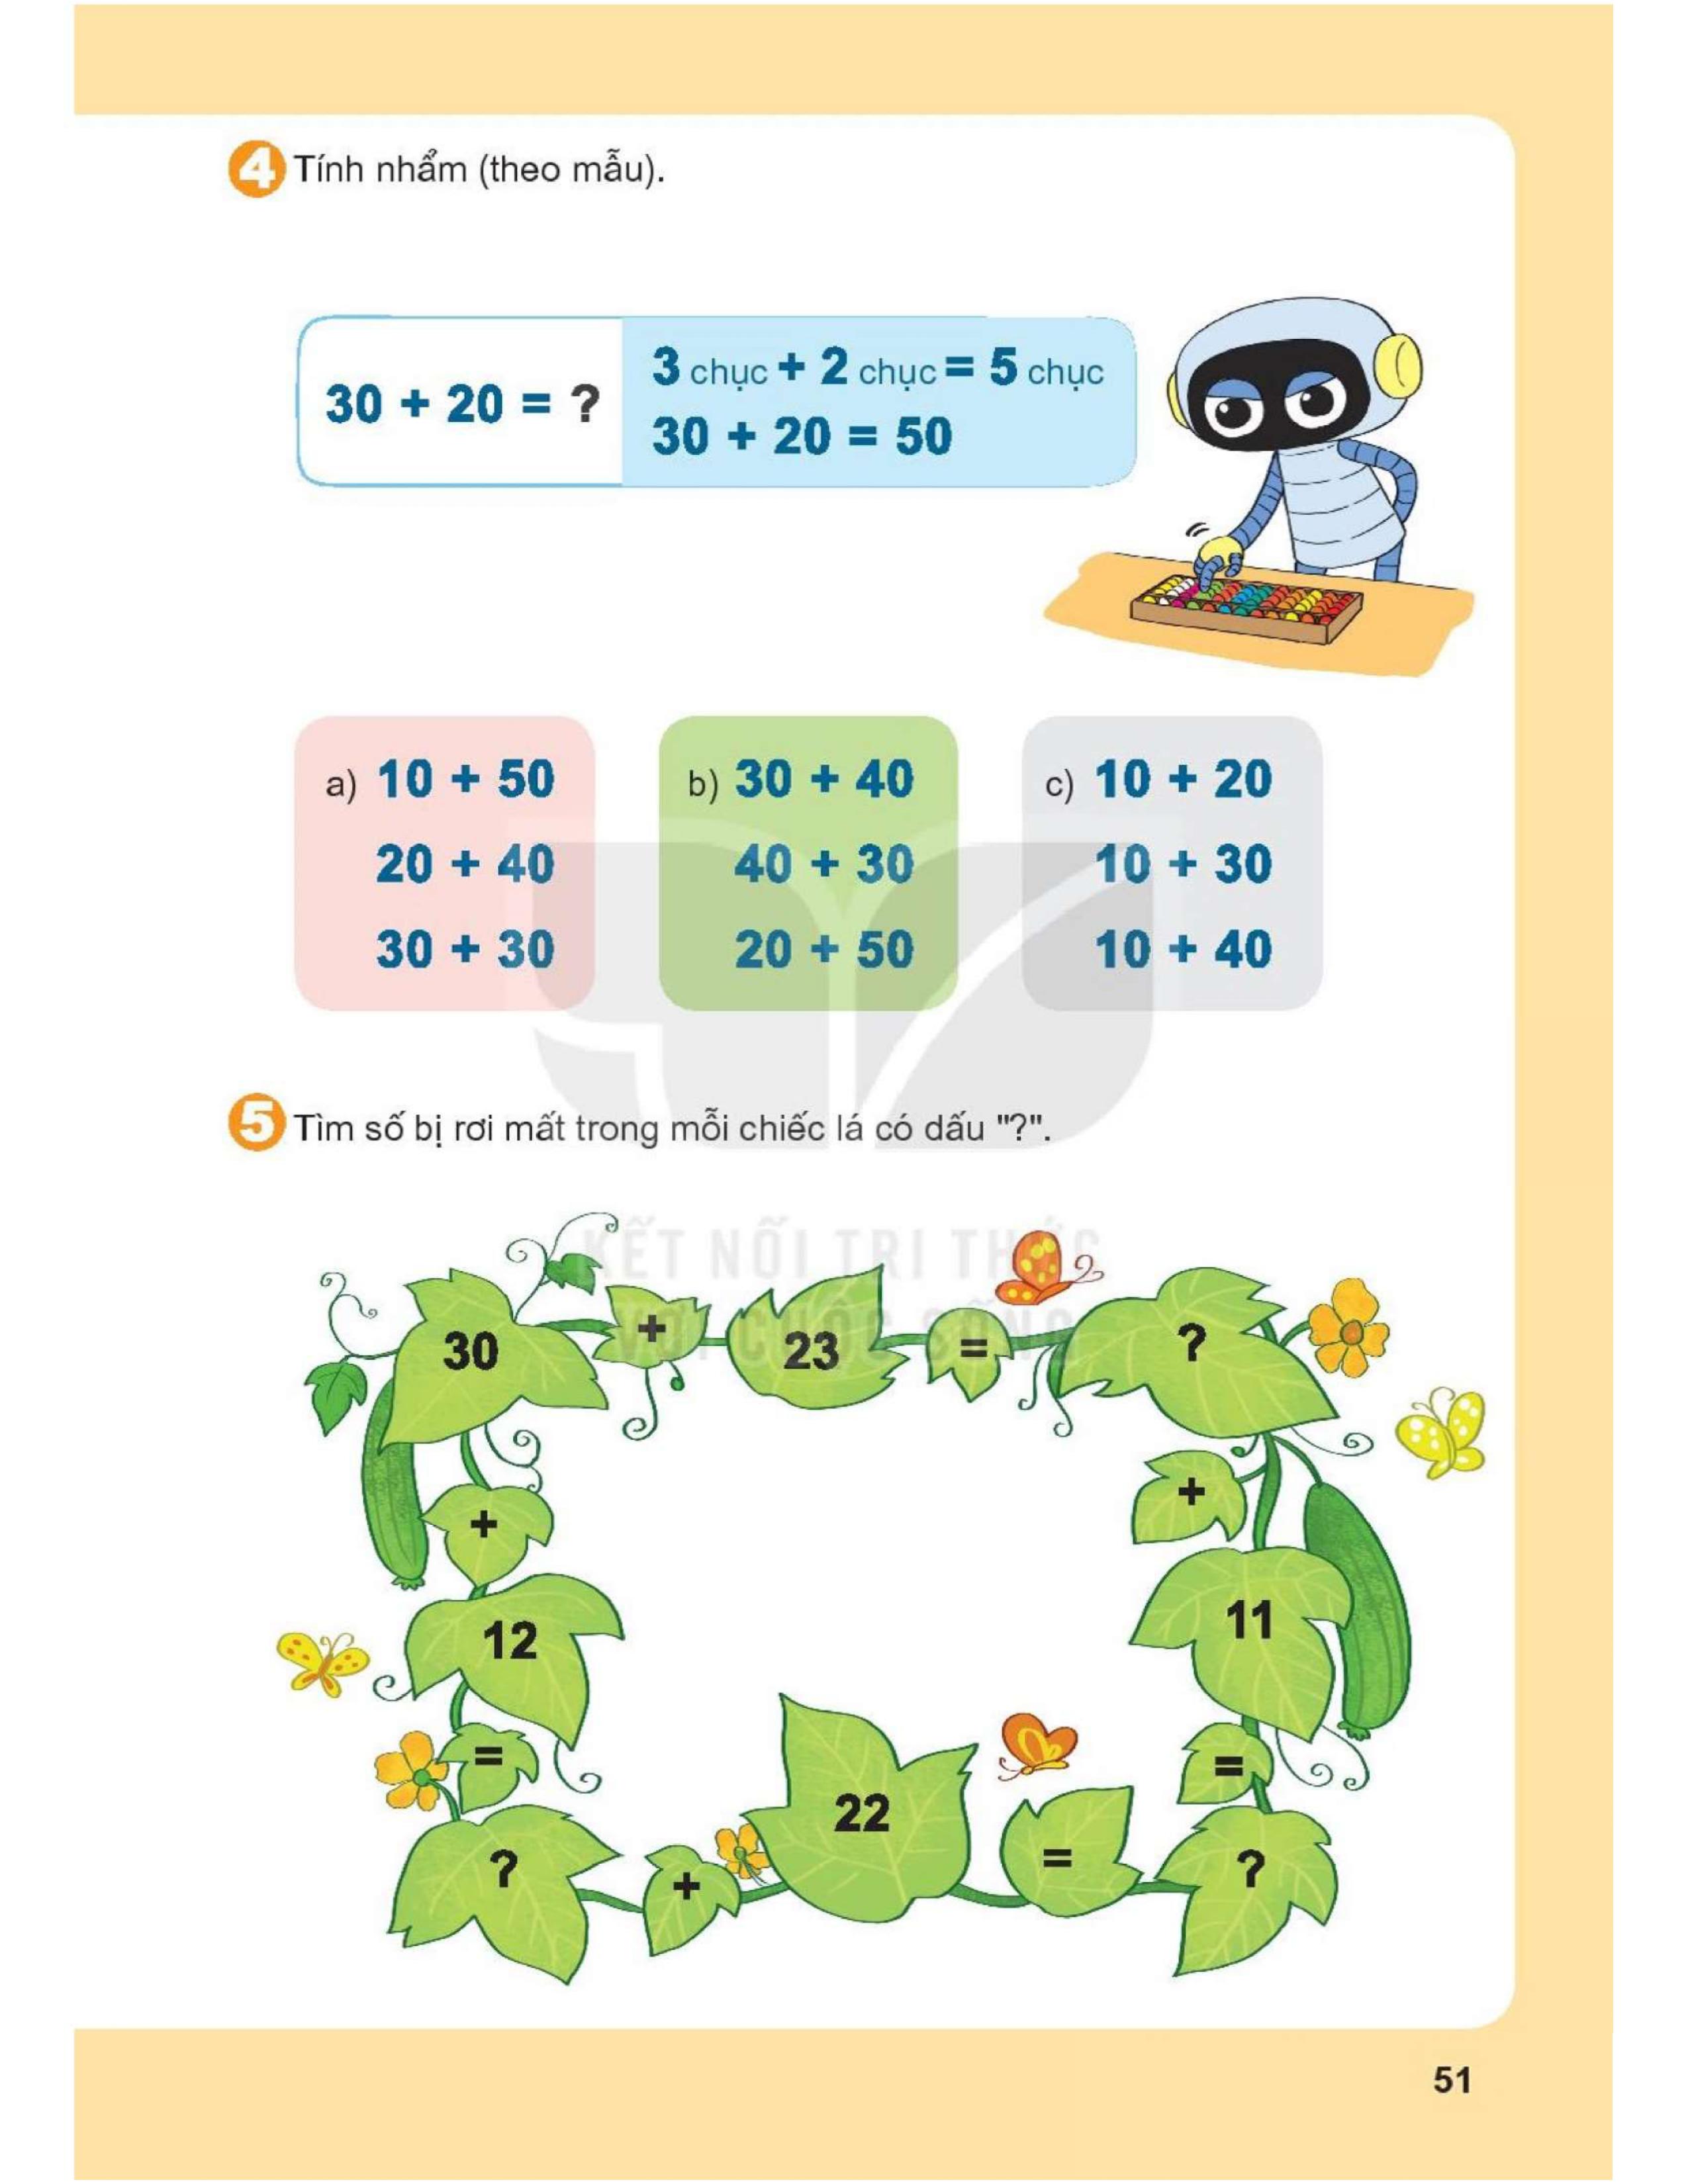 4 Tính nhẩm (theo mẫu).
30 + 20 = ?
3 chục + 2 chục = 5 chục
30 + 20 = 50
a) 10 + 50
20 + 40
30 + 30
b) 30 + 40
40 + 30
20 + 50
c) 10 + 20
10 + 30
10 + 40
5 Tìm số bị rơi mất trong mỗi chiếc lá có dấu "?".
KẾT NỐI TRI THỨC
VỚI CUỘC SỐNG
30 + 23 = ?
+ +
12 11
= =
? + 22 = ?
51